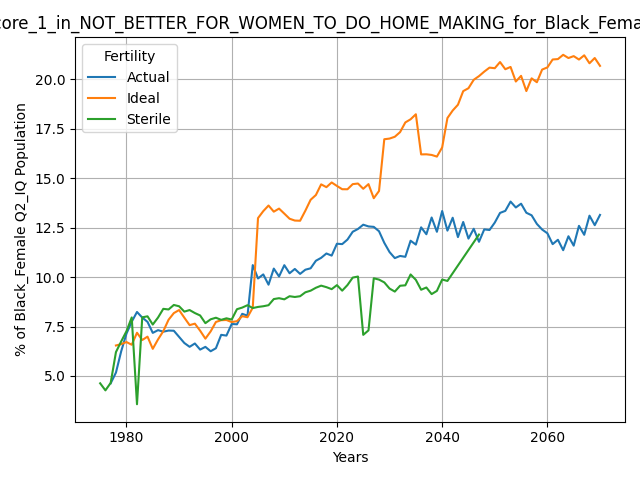 core_1_in_NOT_BETTER_FOR_WOMEN_TO_DO_HOME_MAKING_for_Black_Fema
Fertility
Actual
Ideal
Sterile
% of Black_Female Q2_IQ Population
20.0
17.5
15.0
12.5
10.0
7.5
5.0
1980
2000
2020
2040
2060
Years